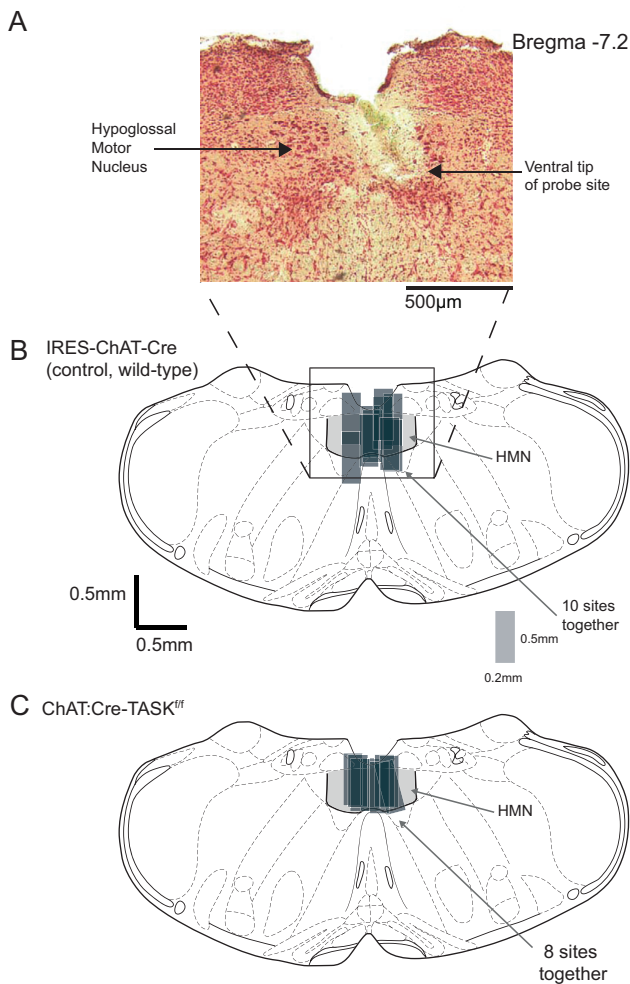 A
Bregma -7.2
Hypoglossal
Motor
Nucleus
Ventral tip
of probe site
500µm
B IRES-ChAT-Cre
(control, wild-type)
HMN
0.5mm
0.5mm
10 sites
together
0.5mm
0.2mm
C ChAT:Cre-TASKf/f
HMN
8 sites
together